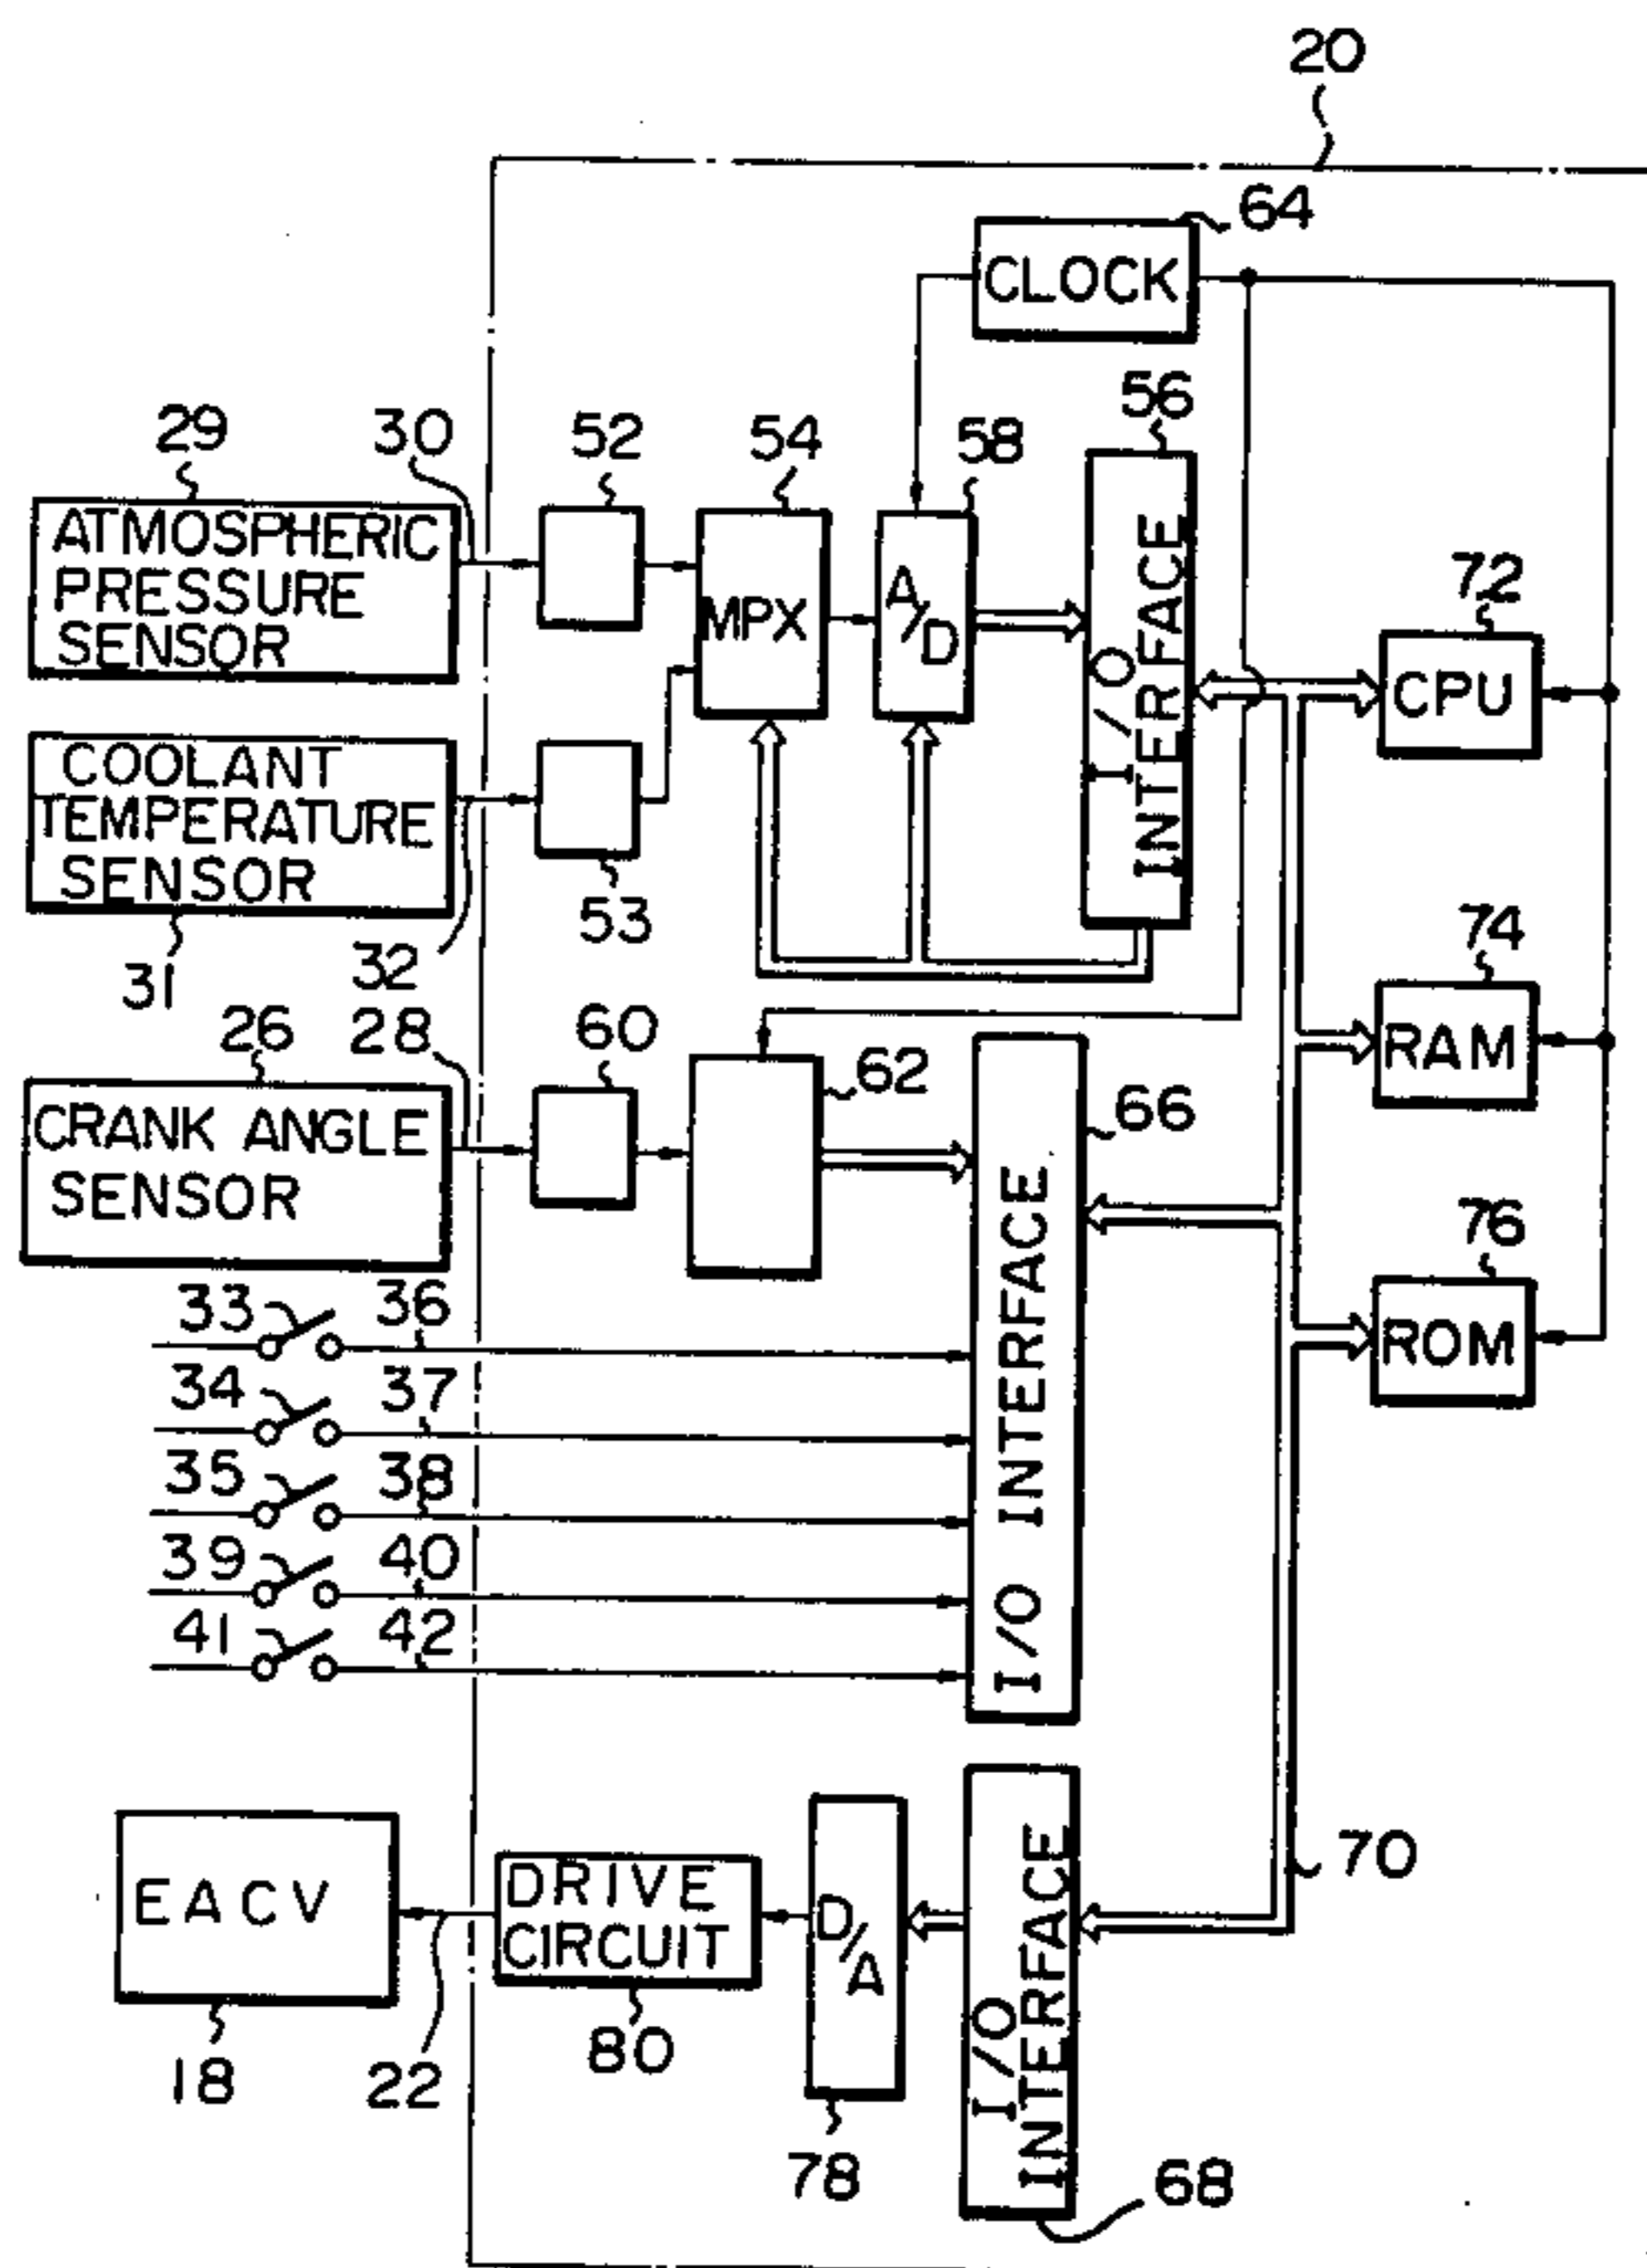 20
64
CLOCK
56
29
30
52
54
58
ATMOSPHERIC
PRESSURE
SENSOR
MPX
A/D
I/O
INTERFACE
72
CPU
COOLANT
TEMPERATURE
SENSOR
31
32
53
74
RAM
26
28
60
62
66
CRANK ANGLE
SENSOR
I/O INTERFACE
76
ROM
33
36
34
37
35
38
39
40
41
42
70
EACV
18
22
DRIVE
CIRCUIT
80
D/A
78
I/O
INTERFACE
68